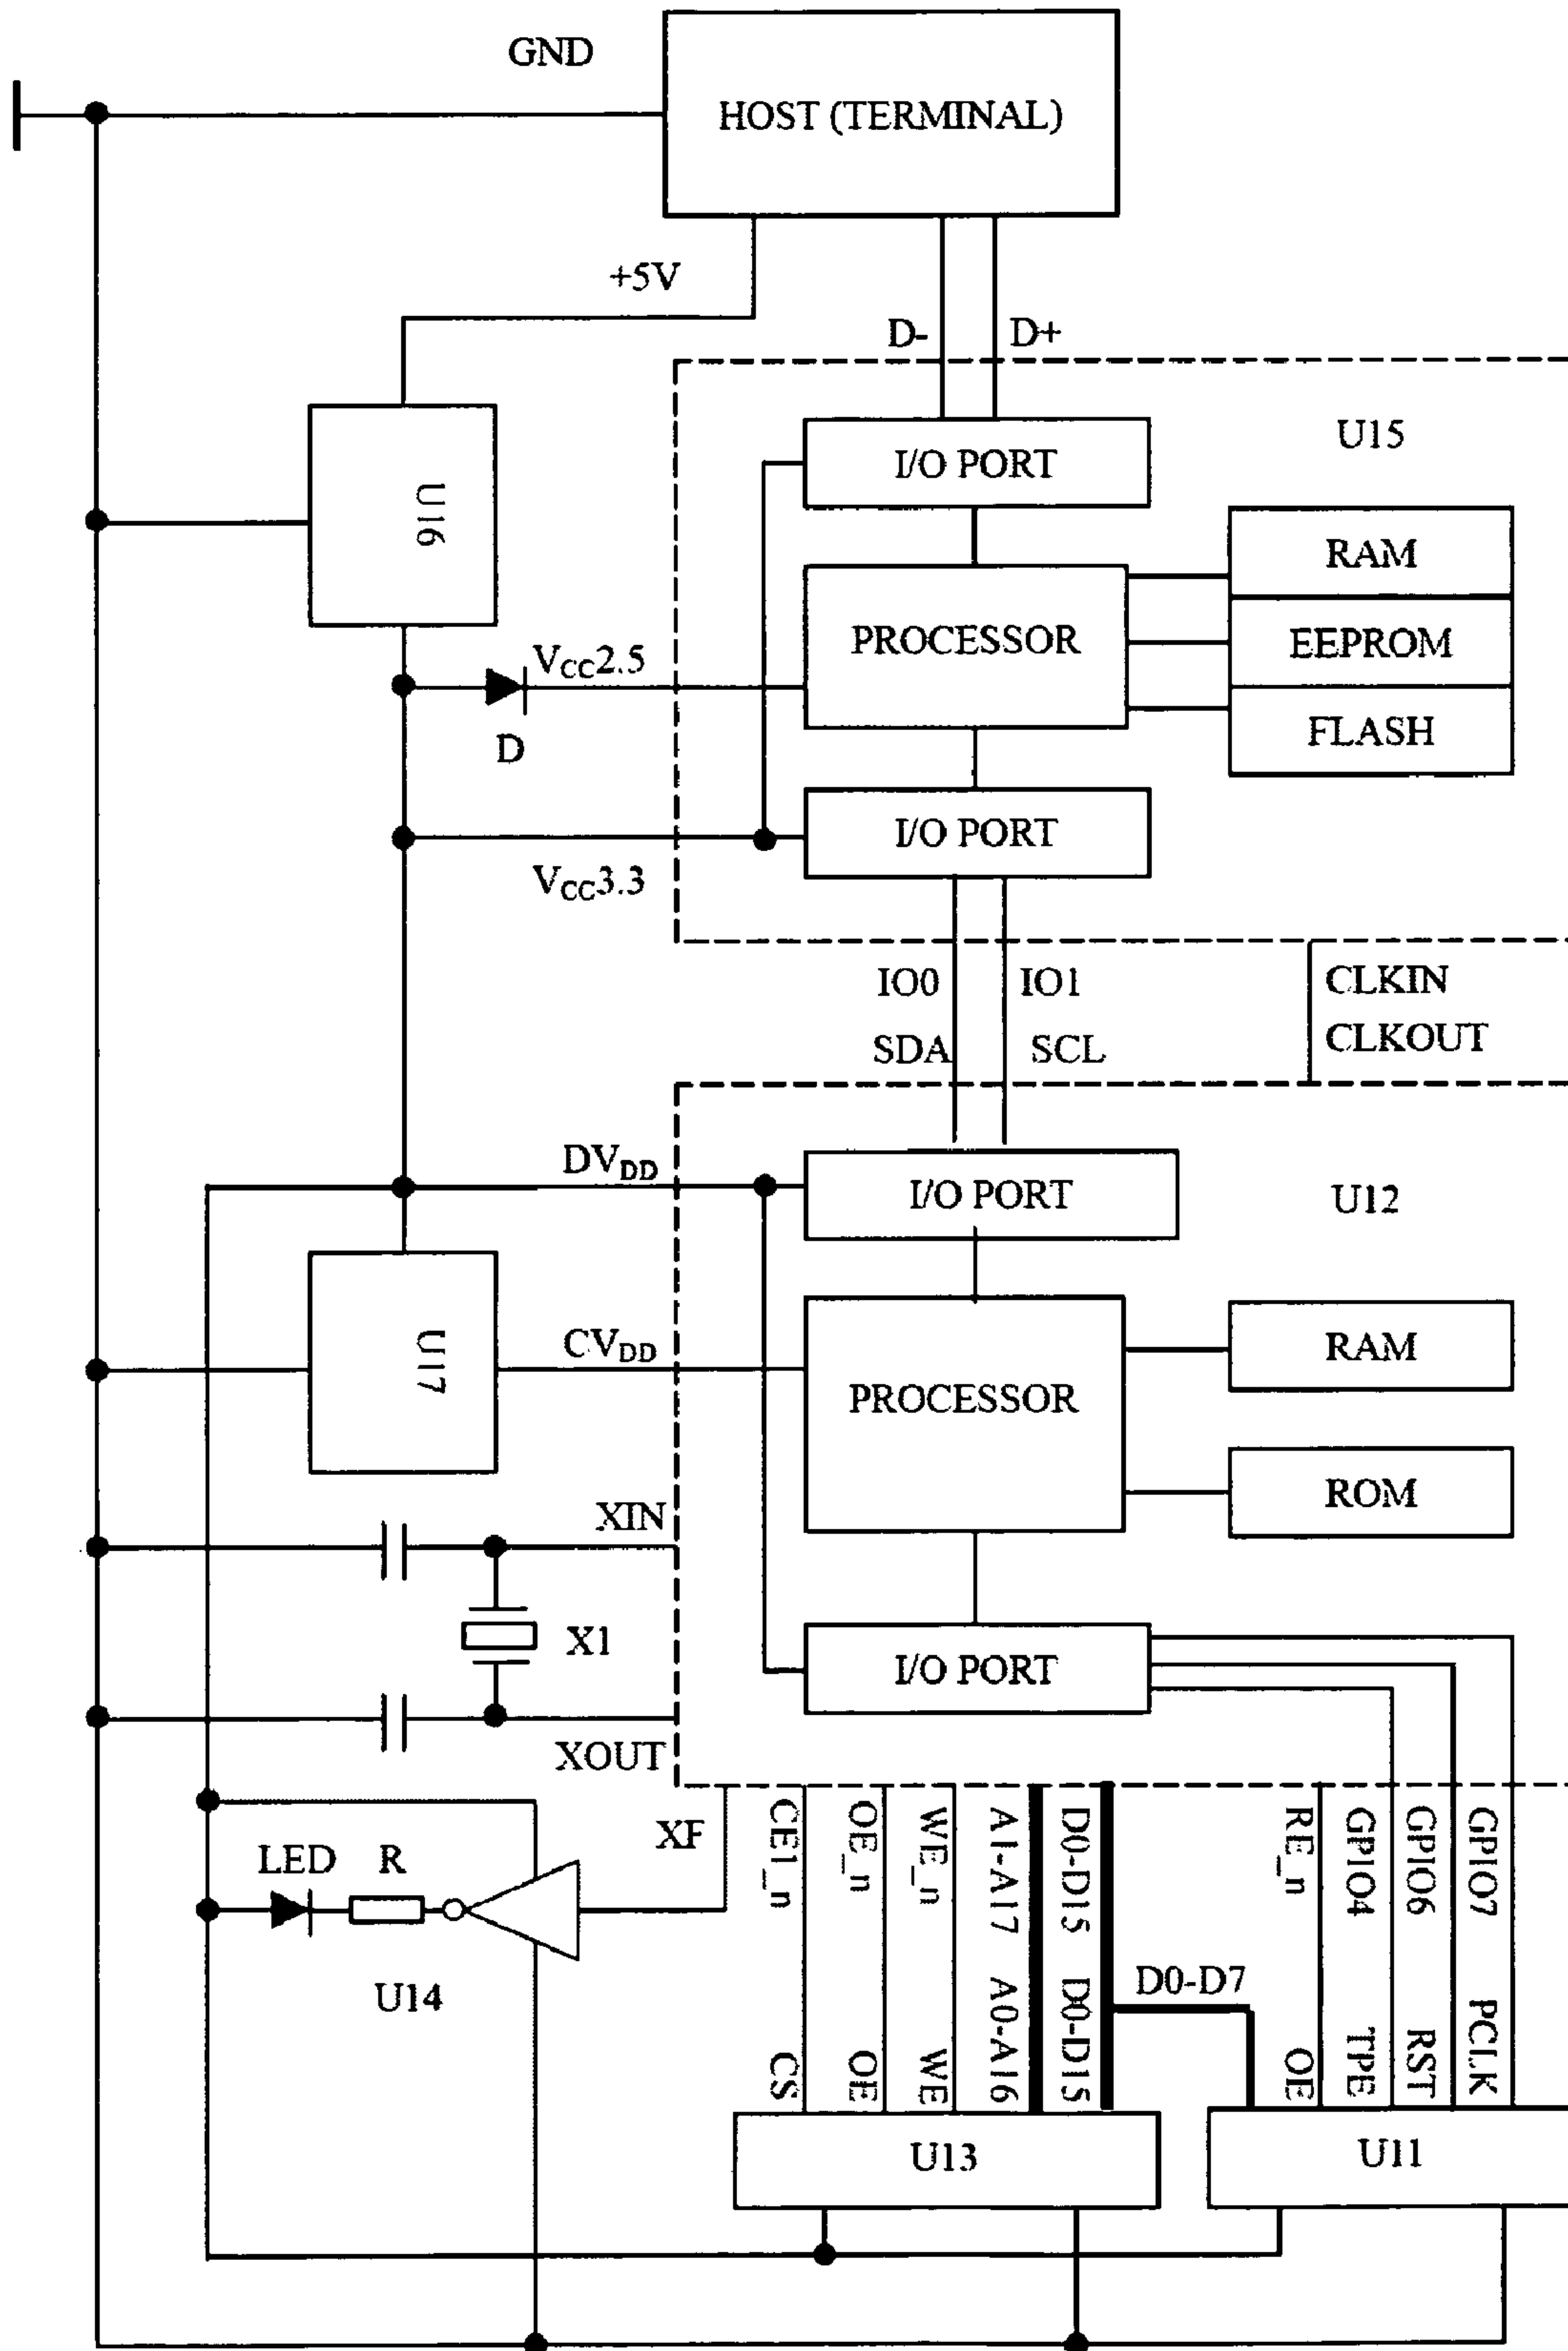 GND
HOST (TERMINAL)
+5V
D-
D+
U15
I/O PORT
U16
RAM
PROCESSOR
EEPROM
FLASH
VCC2.5
D
I/O PORT
VCC3.3
IO0
IO1
CLKIN
SDA
SCL
CLKOUT
DVDD
I/O PORT
U12
U17
CVDD
RAM
PROCESSOR
ROM
XIN
X1
I/O PORT
XOUT
XF
LED
R
U14
CE1_n
OE_n
WE_n
A1-A17
D0-D15
RE_n
GPIO4
GPIO6
GPIO7
D0-D7
CS
OE
WE
A0-A16
D0-D15
OE
TPE
RST
PCLK
U13
U11